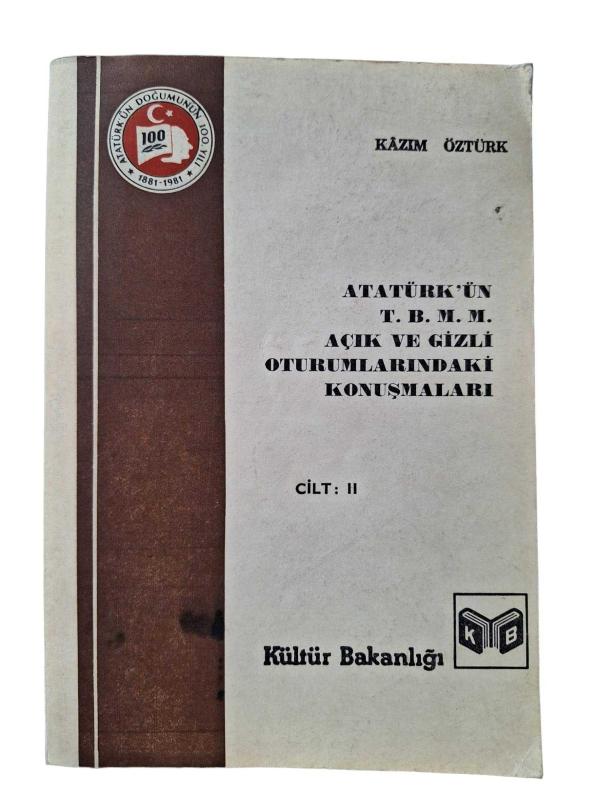 ATATÜRK'ÜN DOĞUMUNUN 100. YILI
100
★ 1881-1981 ★
KÂZIM ÖZTÜRK
ATATÜRK'ÜN
T. B. M. M.
AÇIK VE GİZLİ
OTURUMLARINDAKİ
KONUŞMALARI
CİLT: II
Kültür Bakanlığı
K B